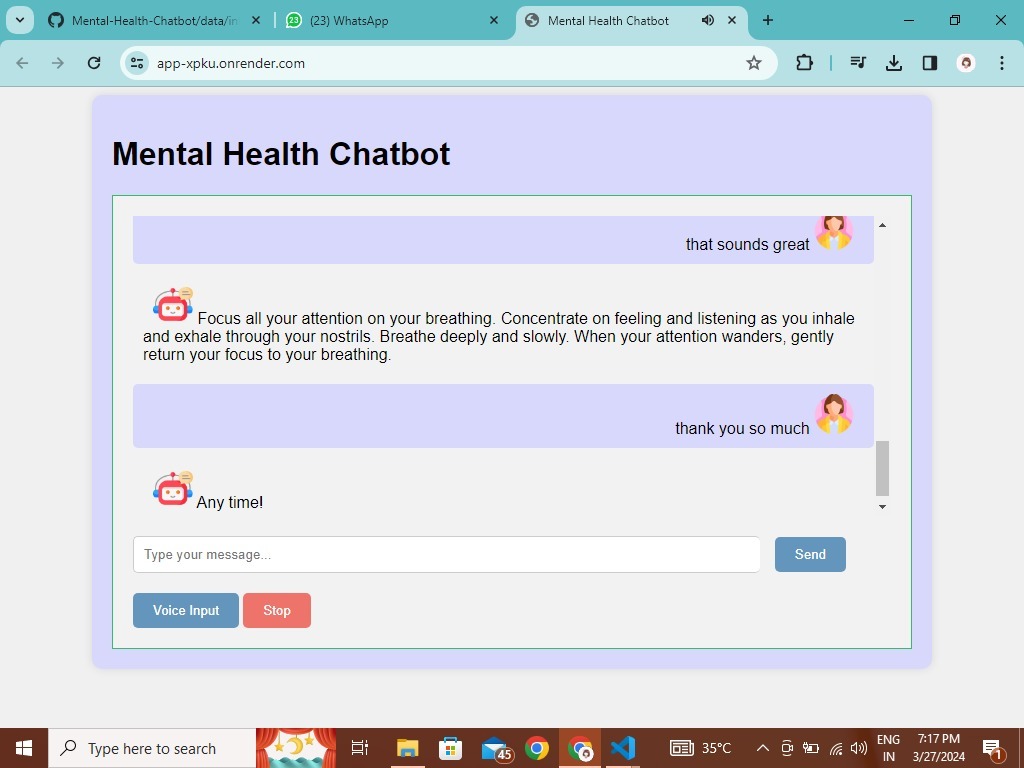 Mental-Health-Chatbot/data/in
23
(23) WhatsApp
Mental Health Chatbot
app-xpku.onrender.com
Mental Health Chatbot
that sounds great
Focus all your attention on your breathing. Concentrate on feeling and listening as you inhale
and exhale through your nostrils. Breathe deeply and slowly. When your attention wanders, gently
return your focus to your breathing.
thank you so much
Any time!
Type your message...
Send
Voice Input
Stop
Type here to search
45
35°C
ENG
IN
7:17 PM
3/27/2024
1